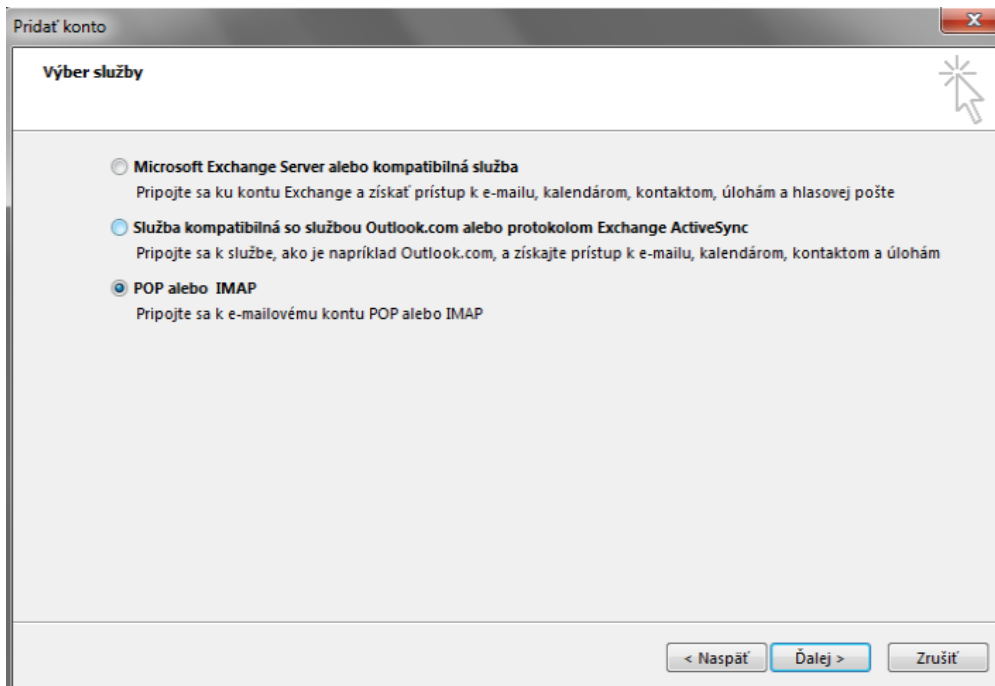 Pridať konto
Výber služby
Microsoft Exchange Server alebo kompatibilná služba
Pripojte sa ku kontu Exchange a získať prístup k e-mailu, kalendárom, kontaktom, úlohám a hlasovej pošte
Služba kompatibilná so službou Outlook.com alebo protokolom Exchange ActiveSync
Pripojte sa k službe, ako je napríklad Outlook.com, a získajte prístup k e-mailu, kalendárom, kontaktom a úlohám
POP alebo IMAP
Pripojte sa k e-mailovému kontu POP alebo IMAP
< Naspäť Ďalej > Zrušiť